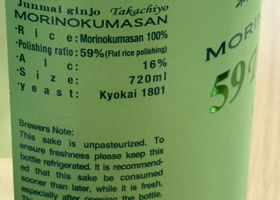 Junmai ginjo Takachiyo
MORINOKUMASAN
・Rice: Morinokumasan 100%
・Polishing ratio: 59% (Flat rice polishing)
・Alc: 16%
・Size: 720ml
・yeast: Kyokai 1801
Brewers Note:
This sake is unpasteurized. To
ensure freshness please keep this
bottle refrigerated. It is recommend-
ed that this sake be consumed
sooner than later, while it is fresh,
especially after opening the bottle.
MORIN
59